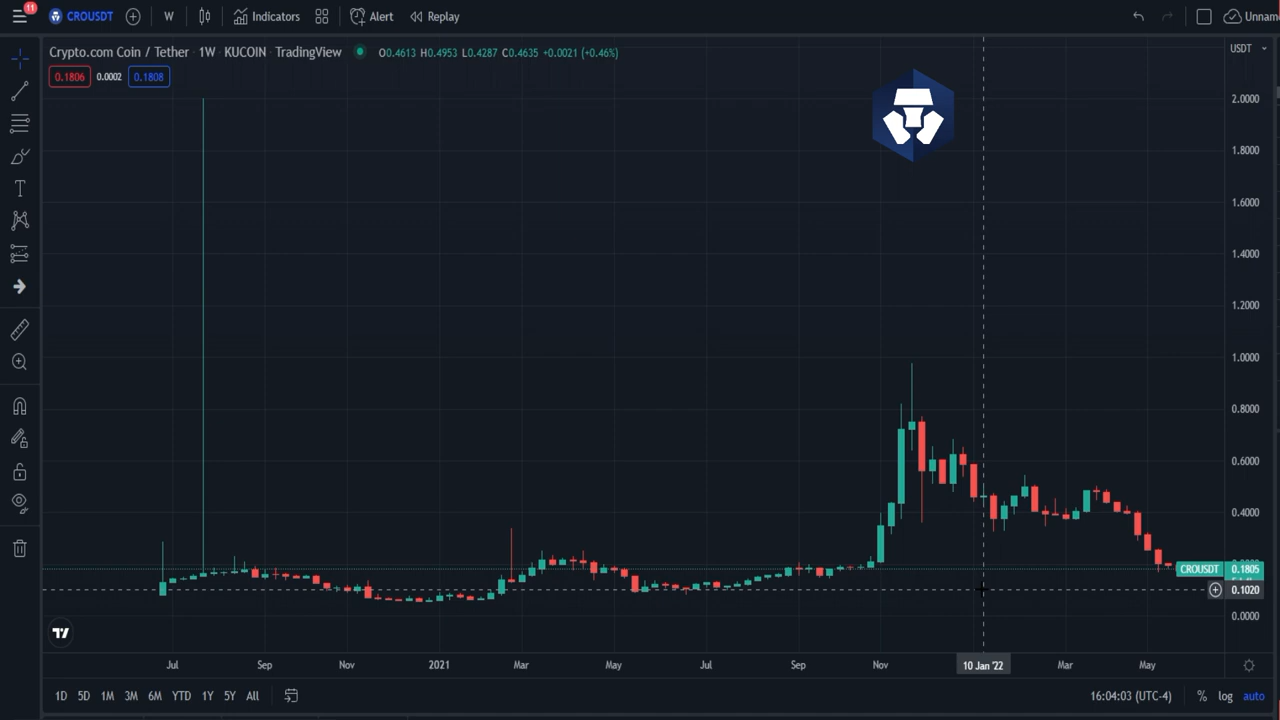 11 CRUSDT W Indicators Alert Replay Unnam
Crypto.com Coin / Tether · 1W · KUCOIN · TradingView O0.4613 H0.4953 L0.4287 C0.4635 +0.0021 (+0.46%) USDT
0.1806 0.0002 0.1808
2.0000
1.8000
1.6000
1.4000
1.2000
1.0000
0.8000
0.6000
0.4000
CROUSDT 0.1805
0.1020
0.0000
Jul Sep Nov 2021 Mar May Jul Sep Nov 10 Jan '22 Mar May
1D 5D 1M 3M 6M YTD 1Y 5Y All 16:04:03 (UTC-4) % log auto